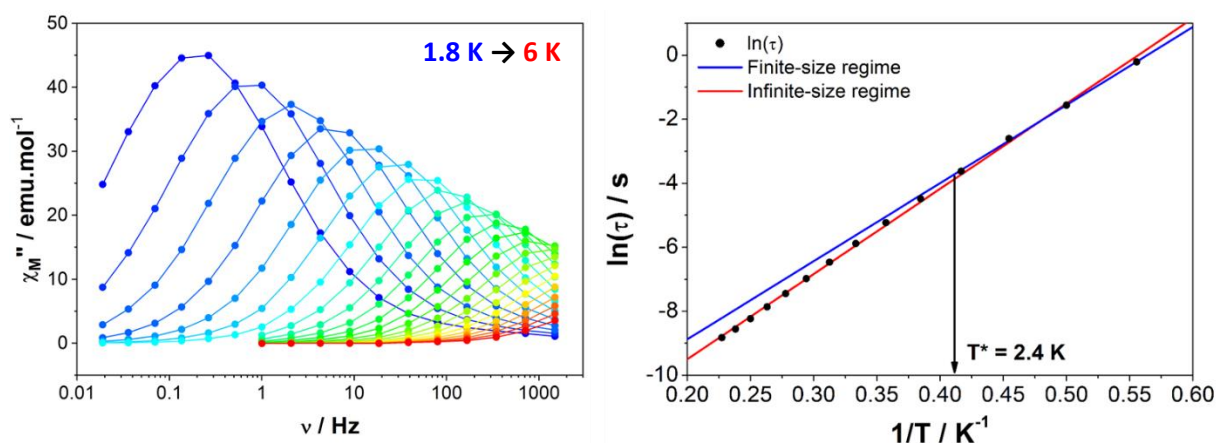 50
40
30
20
10
0
χM'' / emu.mol⁻¹
1.8 K → 6 K
0.01 0.1 1 10 100 1000
ν / Hz
0
-2
-4
-6
-8
-10
ln(τ) / s
ln(τ)
Finite-size regime
Infinite-size regime
T* = 2.4 K
0.20 0.25 0.30 0.35 0.40 0.45 0.50 0.55 0.60
1/T / K⁻¹